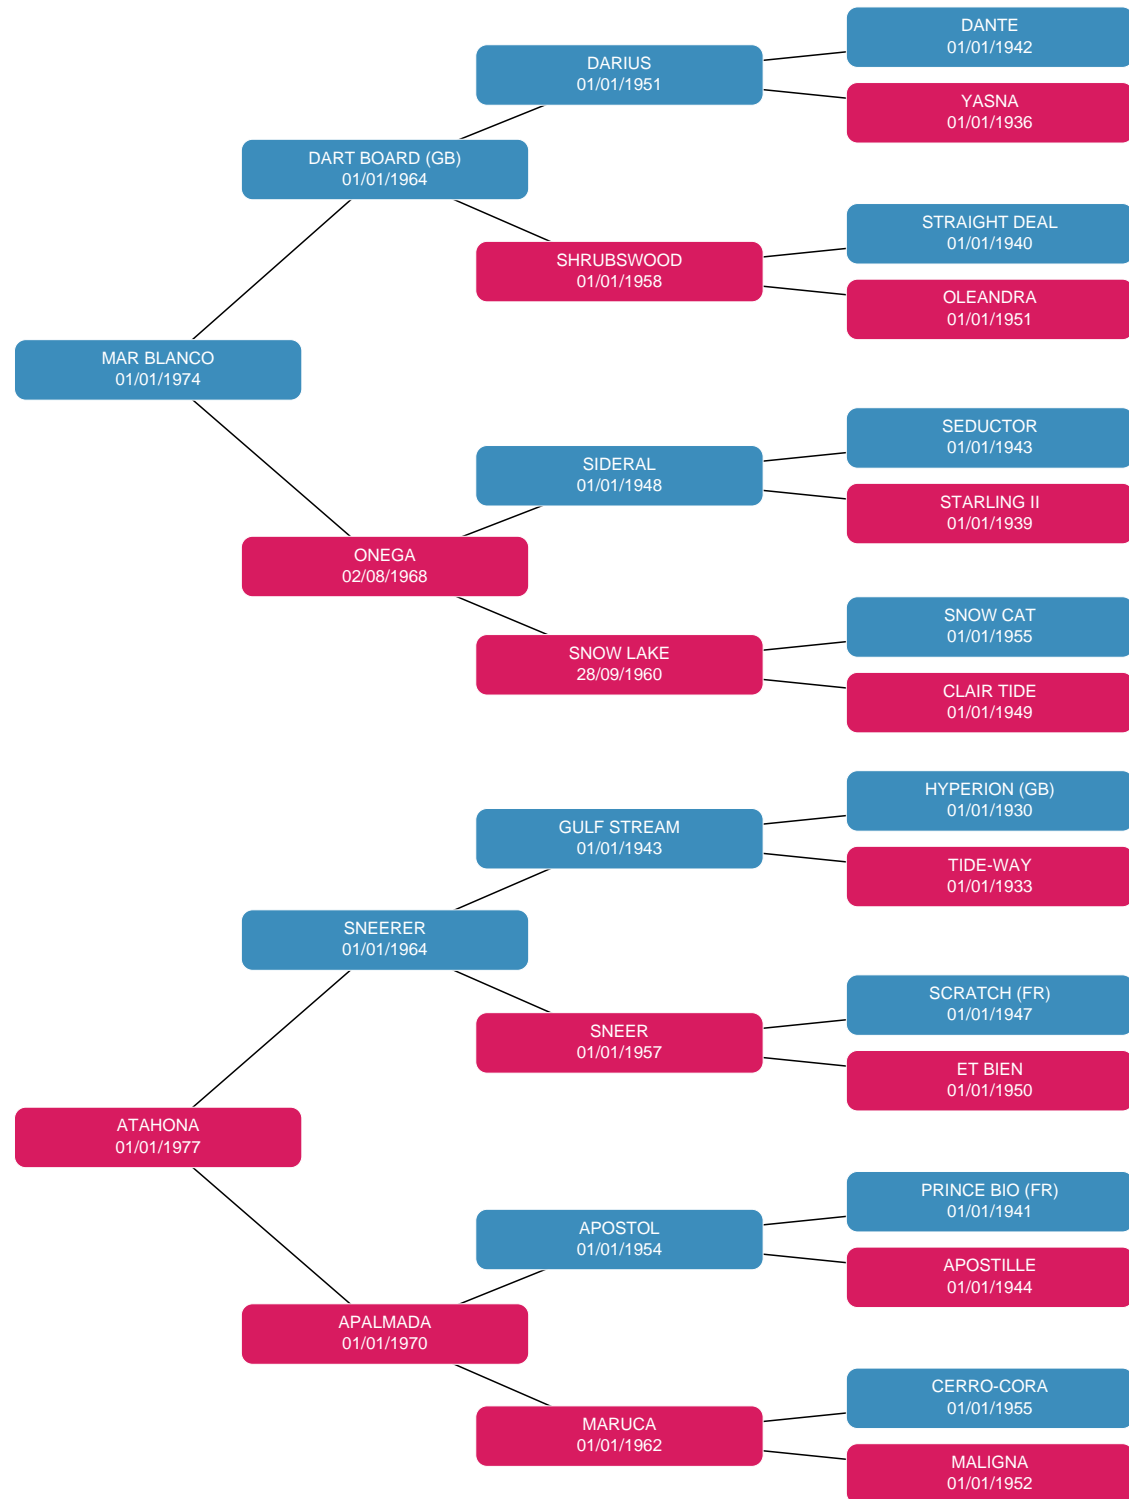 DANTE
01/01/1942
DARIUS
01/01/1951
YASNA
01/01/1936
DART BOARD (GB)
01/01/1964
STRAIGHT DEAL
01/01/1940
SHRUBSWOOD
01/01/1958
OLEANDRA
01/01/1951
MAR BLANCO
01/01/1974
SEDUCTOR
01/01/1943
SIDERAL
01/01/1948
STARLING II
01/01/1939
ONEGA
02/08/1968
SNOW CAT
01/01/1955
SNOW LAKE
28/09/1960
CLAIR TIDE
01/01/1949
HYPERION (GB)
01/01/1930
GULF STREAM
01/01/1943
TIDE-WAY
01/01/1933
SNEERER
01/01/1964
SCRATCH (FR)
01/01/1947
SNEER
01/01/1957
ET BIEN
01/01/1950
ATAHONA
01/01/1977
PRINCE BIO (FR)
01/01/1941
APOSTOL
01/01/1954
APOSTILLE
01/01/1944
APALMADA
01/01/1970
CERRO-CORA
01/01/1955
MARUCA
01/01/1962
MALIGNA
01/01/1952